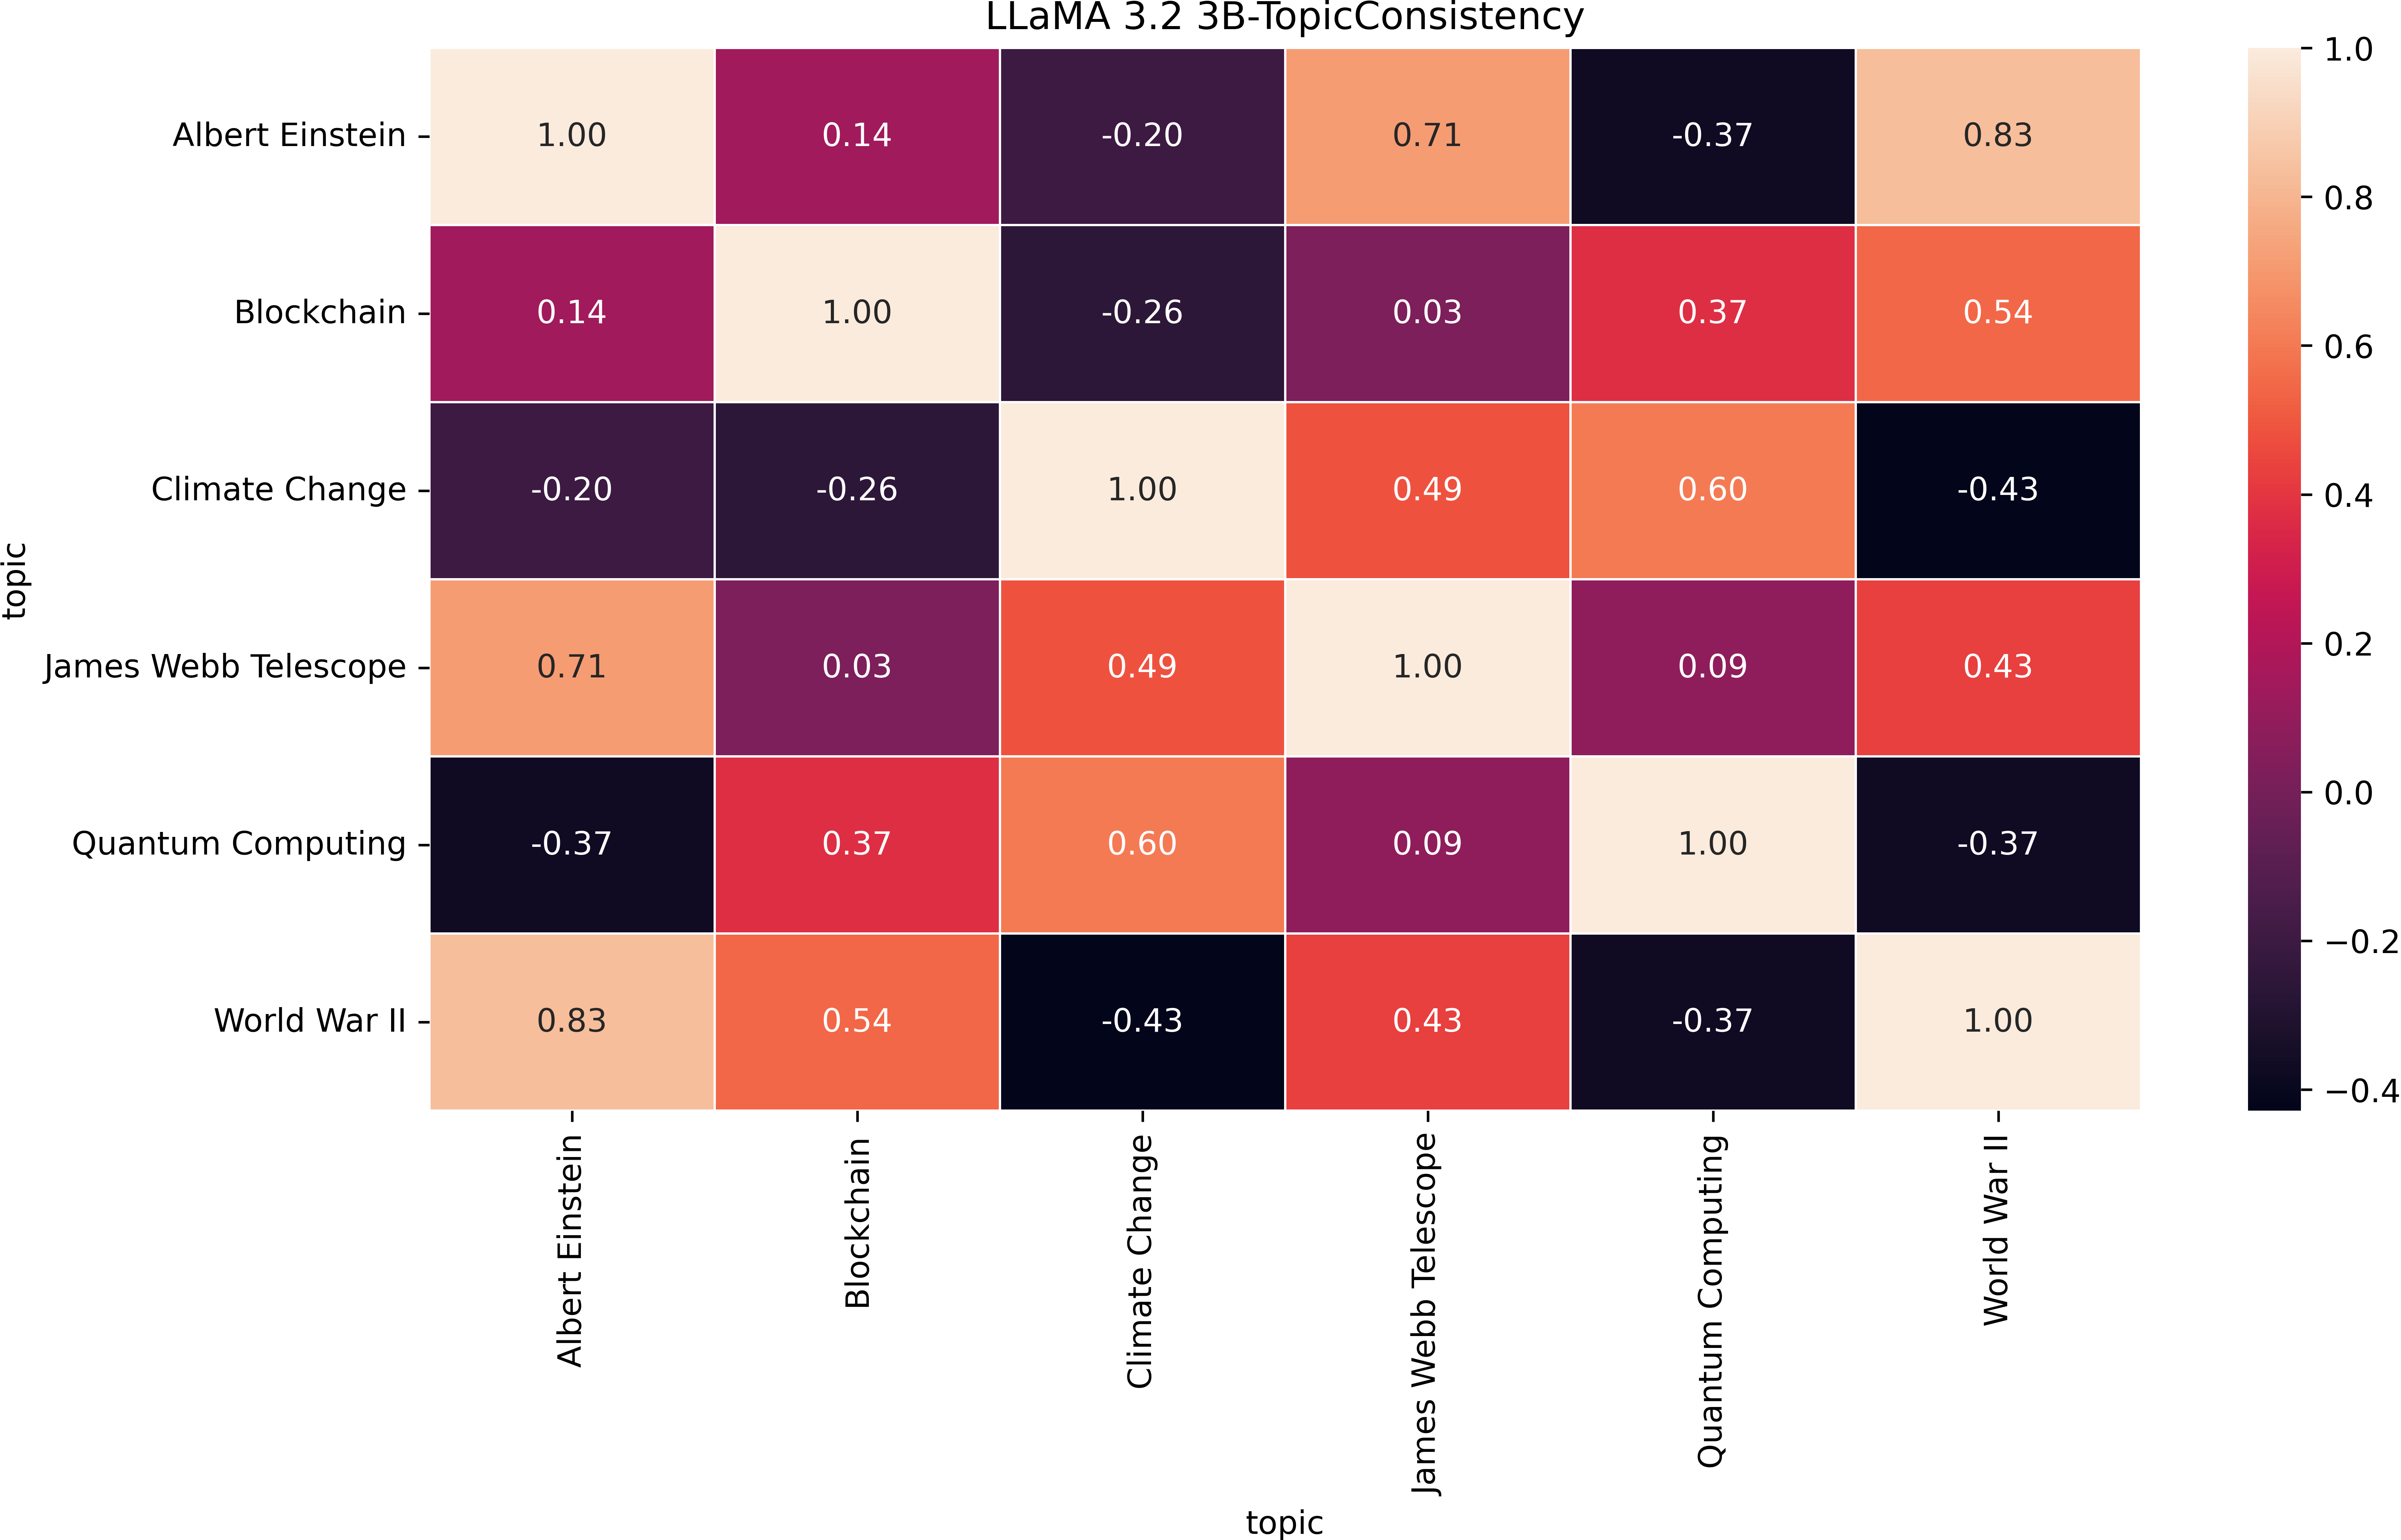 LLaMA 3.2 3B-TopicConsistency
topic
Albert Einstein 1.00 0.14 -0.20 0.71 -0.37 0.83
Blockchain 0.14 1.00 -0.26 0.03 0.37 0.54
Climate Change -0.20 -0.26 1.00 0.49 0.60 -0.43
James Webb Telescope 0.71 0.03 0.49 1.00 0.09 0.43
Quantum Computing -0.37 0.37 0.60 0.09 1.00 -0.37
World War II 0.83 0.54 -0.43 0.43 -0.37 1.00
Albert Einstein
Blockchain
Climate Change
James Webb Telescope
Quantum Computing
World War II
topic
1.0
0.8
0.6
0.4
0.2
0.0
−0.2
−0.4